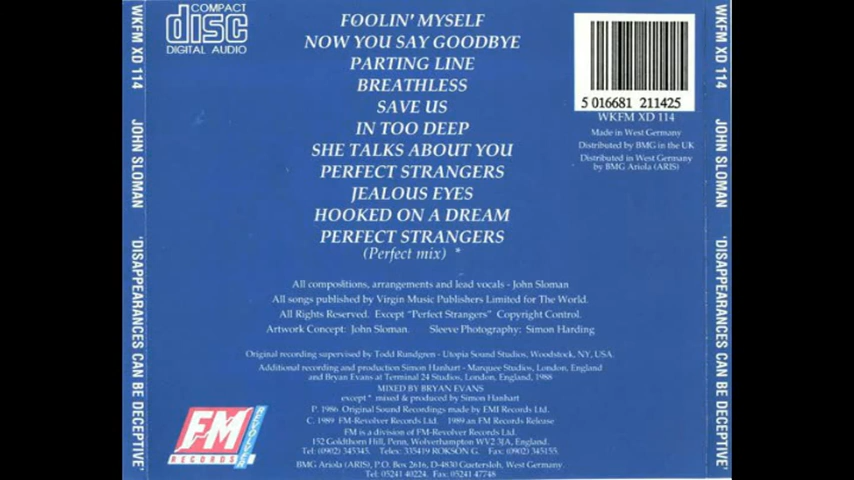 WKFM XD 114 JOHN SLOMAN 'DISAPPEARANCES CAN BE DECEPTIVE'
COMPACT
disc
DIGITAL AUDIO
FOOLIN' MYSELF
NOW YOU SAY GOODBYE
PARTING LINE
BREATHLESS
SAVE US
IN TOO DEEP
SHE TALKS ABOUT YOU
PERFECT STRANGERS
JEALOUS EYES
HOOKED ON A DREAM
PERFECT STRANGERS
(Perfect mix) *
5 016681 211425
WKFM XD 114
Made in West Germany
Distributed by BMG in the UK
Distributed in West Germany
by BMG Ariola (ARIS)
All compositions, arrangements and lead vocals - John Sloman
All songs published by Virgin Music Publishers Limited for The World.
All Rights Reserved. Except "Perfect Strangers" Copyright Control.
Artwork Concept: John Sloman. Sleeve Photography: Simon Harding
Original recording supervised by Todd Rundgren - Utopia Sound Studios, Woodstock, NY, USA.
Additional recording and production Simon Hanhart - Marquee Studios, London, England
and Bryan Evans at Terminal 24 Studios, London, England, 1988
MIXED BY BRYAN EVANS
except * mixed & produced by Simon Hanhart
P. 1986 Original Sound Recordings made by EMI Records Ltd.
C. 1989 FM-Revolver Records Ltd. 1989 an FM Records Release
FM is a division of FM-Revolver Records Ltd.
152 Goldthorn Hill, Penn, Wolverhampton WV2 3JA, England.
Tel: (0902) 345345. Telex: 335419 ROKSON G. Fax: (0902) 345155.
BMG Ariola (ARIS), P.O. Box 2616, D-4830 Guetersloh, West Germany
Tel: 05241 40224. Fax: 05241 47748
FM
RECORDS
REVOLVER
WKFM XD 114 JOHN SLOMAN 'DISAPPEARANCES CAN BE DECEPTIVE'